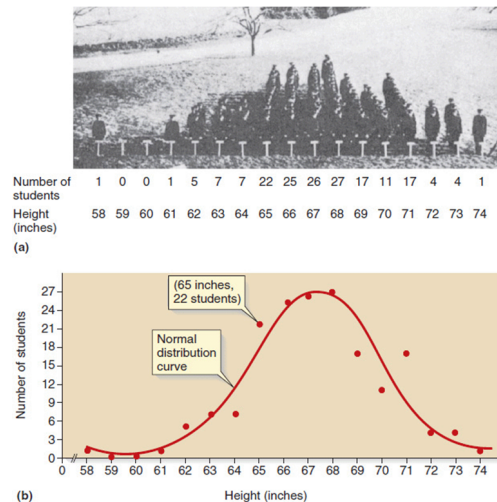 Number of students 1 0 0 1 5 7 7 22 25 26 27 17 11 17 4 4 1
Height (inches) 58 59 60 61 62 63 64 65 66 67 68 69 70 71 72 73 74
(a)
27
24
21
18
15
12
9
6
3
0
Number of students
(65 inches,
22 students)
Normal
distribution
curve
0 58 59 60 61 62 63 64 65 66 67 68 69 70 71 72 73 74
(b)
Height (inches)